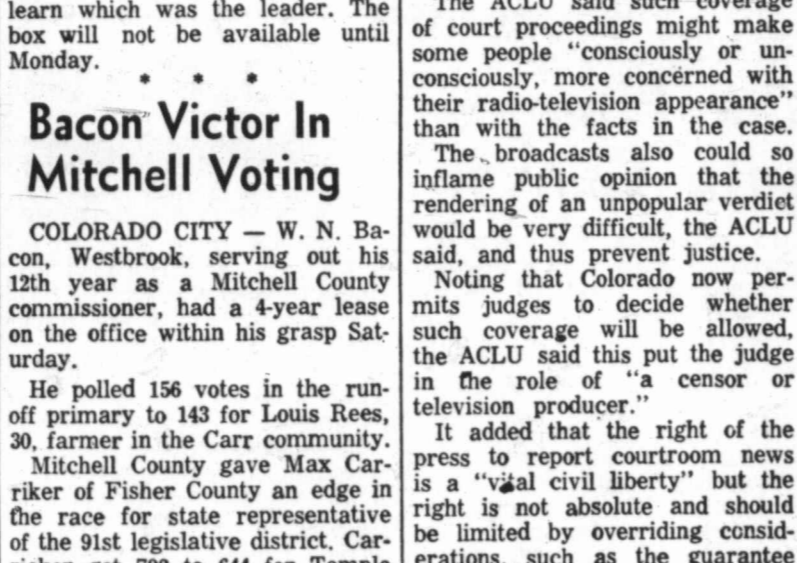 learn which was the leader. The
box will not be available until
Monday.
* * *
Bacon Victor In
Mitchell Voting
COLORADO CITY — W. N. Ba-
con, Westbrook, serving out his
12th year as a Mitchell County
commissioner, had a 4-year lease
on the office within his grasp Sat-
urday.
He polled 156 votes in the run-
off primary to 143 for Louis Rees,
30, farmer in the Carr community.
Mitchell County gave Max Car-
riker of Fisher County an edge in
the race for state representative
of the 91st legislative district. Car-
The ACLU said such coverage
of court proceedings might make
some people "consciously or un-
consciously, more concerned with
their radio-television appearance"
than with the facts in the case.
The broadcasts also could so
inflame public opinion that the
rendering of an unpopular verdict
would be very difficult, the ACLU
said, and thus prevent justice.
Noting that Colorado now per-
mits judges to decide whether
such coverage will be allowed,
the ACLU said this put the judge
in the role of "a censor or
television producer."
It added that the right of the
press to report courtroom news
is a "vital civil liberty" but the
right is not absolute and should
be limited by overriding consid-
erations, such as the guarantee